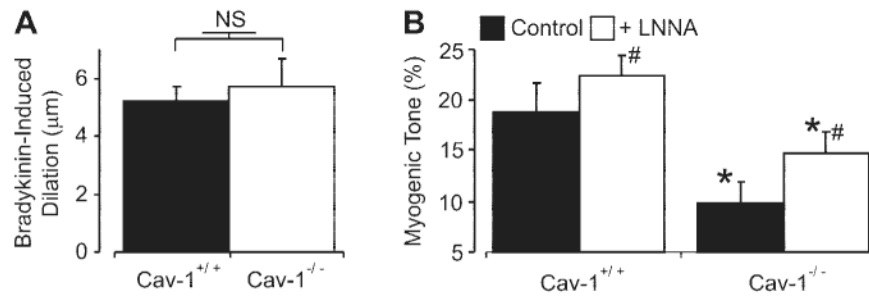 A
NS
Bradykinin-Induced
Dilation (μm)
6
4
2
0
Cav-1+/+
Cav-1-/-
B
Control
+ LNNA
Myogenic Tone (%)
25
20
15
10
5
#
*
*#
Cav-1+/+
Cav-1-/-